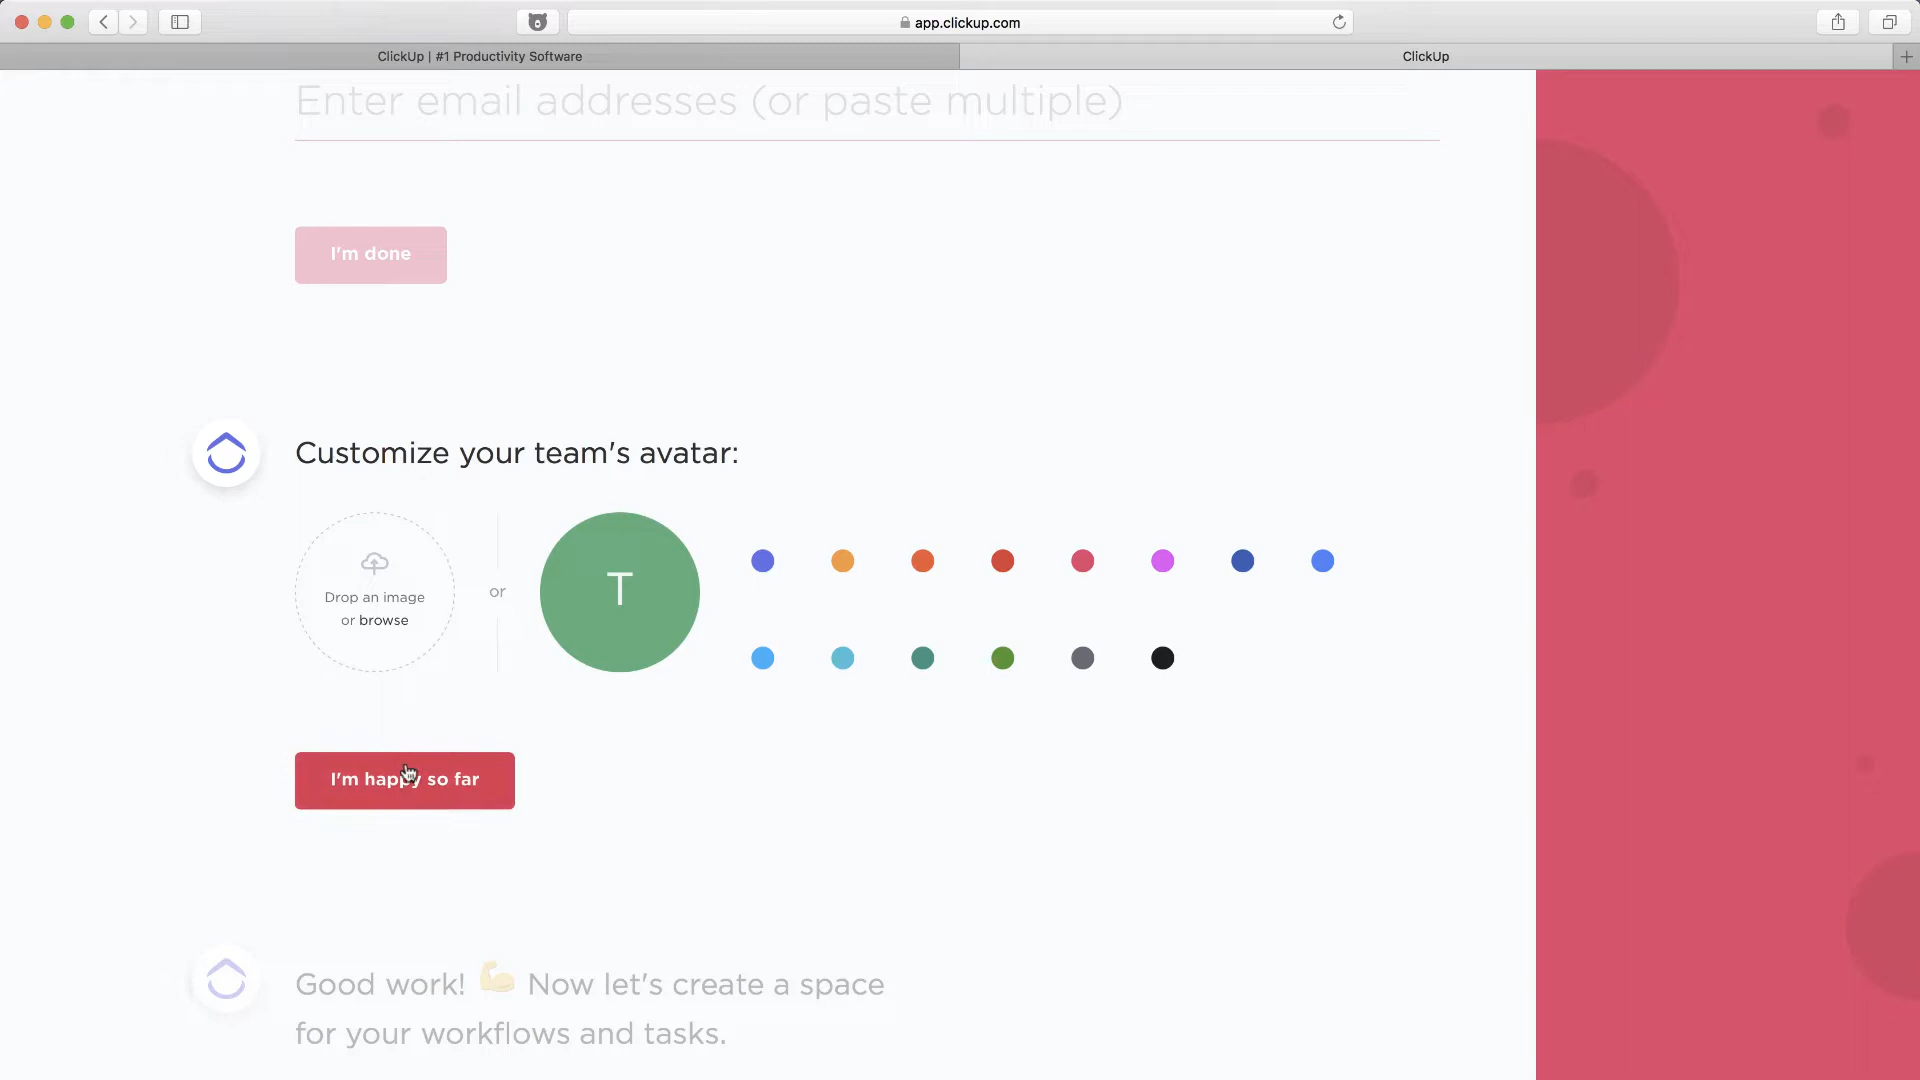 app.clickup.com
ClickUp | #1 Productivity Software
ClickUp
Enter email addresses (or paste multiple)
I'm done
Customize your team's avatar:
Drop an image
or browse
or
T
I'm happy so far
Good work! 💪 Now let's create a space
for your workflows and tasks.